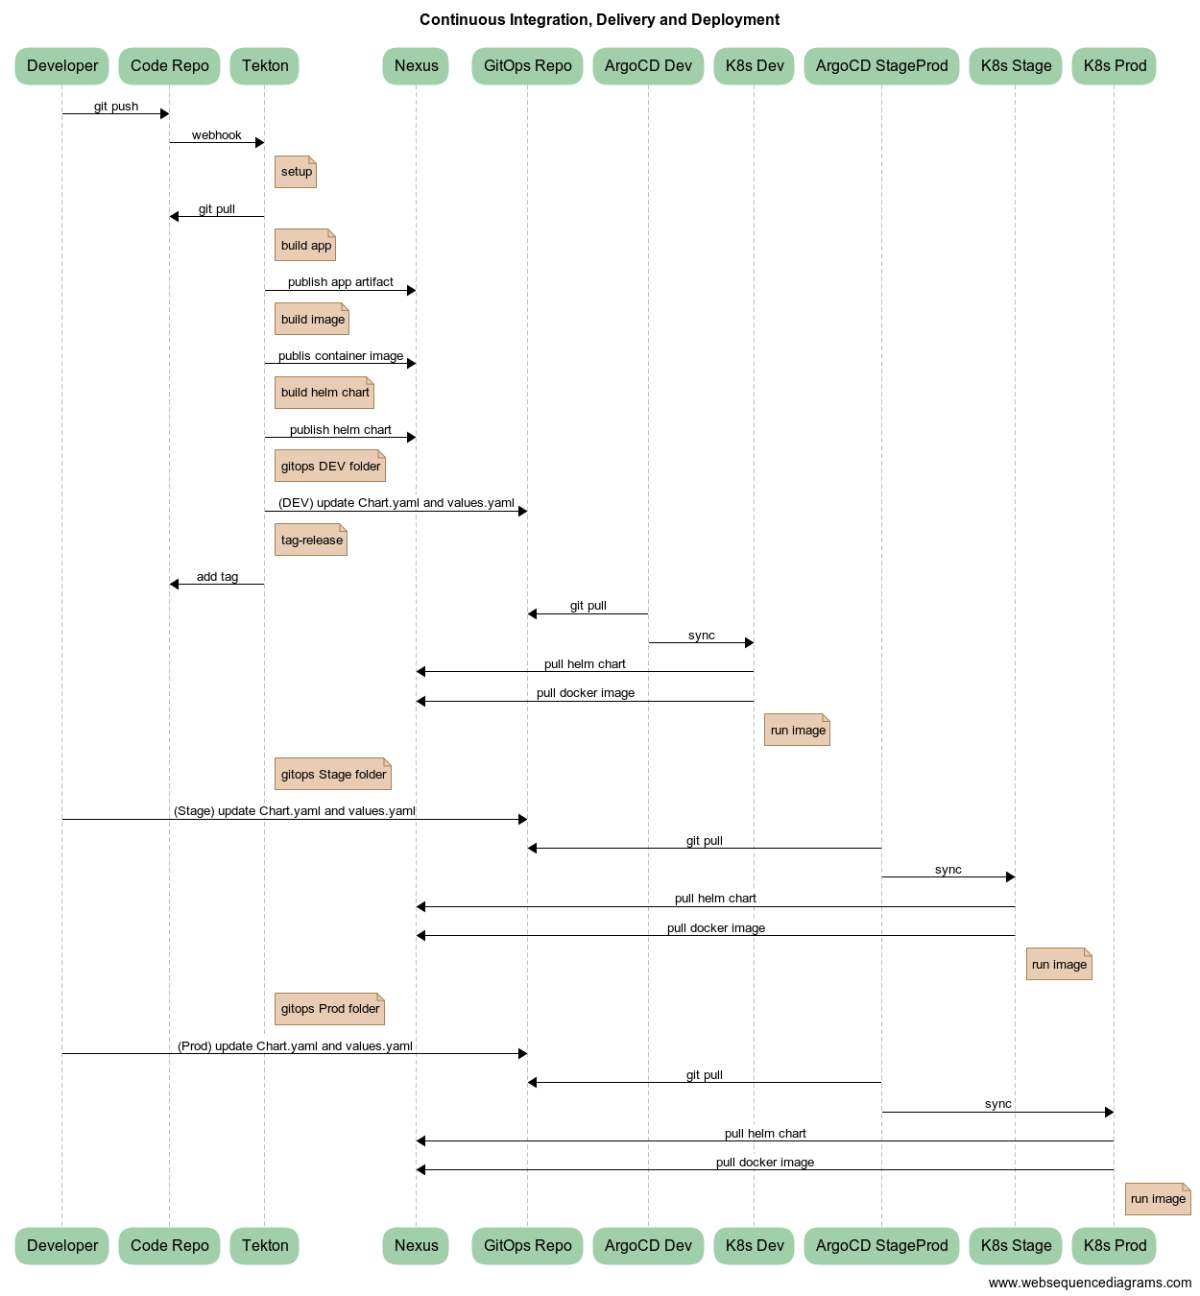 Continuous Integration, Delivery and Deployment
Developer Code Repo Tekton Nexus GitOps Repo ArgoCD Dev K8s Dev ArgoCD StageProd K8s Stage K8s Prod
git push
webhook
setup
git pull
build app
publish app artifact
build image
publis container image
build helm chart
publish helm chart
gitops DEV folder
(DEV) update Chart.yaml and values.yaml
tag-release
add tag
git pull
sync
pull helm chart
pull docker image
run image
gitops Stage folder
(Stage) update Chart.yaml and values.yaml
git pull
sync
pull helm chart
pull docker image
run image
gitops Prod folder
(Prod) update Chart.yaml and values.yaml
git pull
sync
pull helm chart
pull docker image
run image
Developer Code Repo Tekton Nexus GitOps Repo ArgoCD Dev K8s Dev ArgoCD StageProd K8s Stage K8s Prod
www.websequencediagrams.com